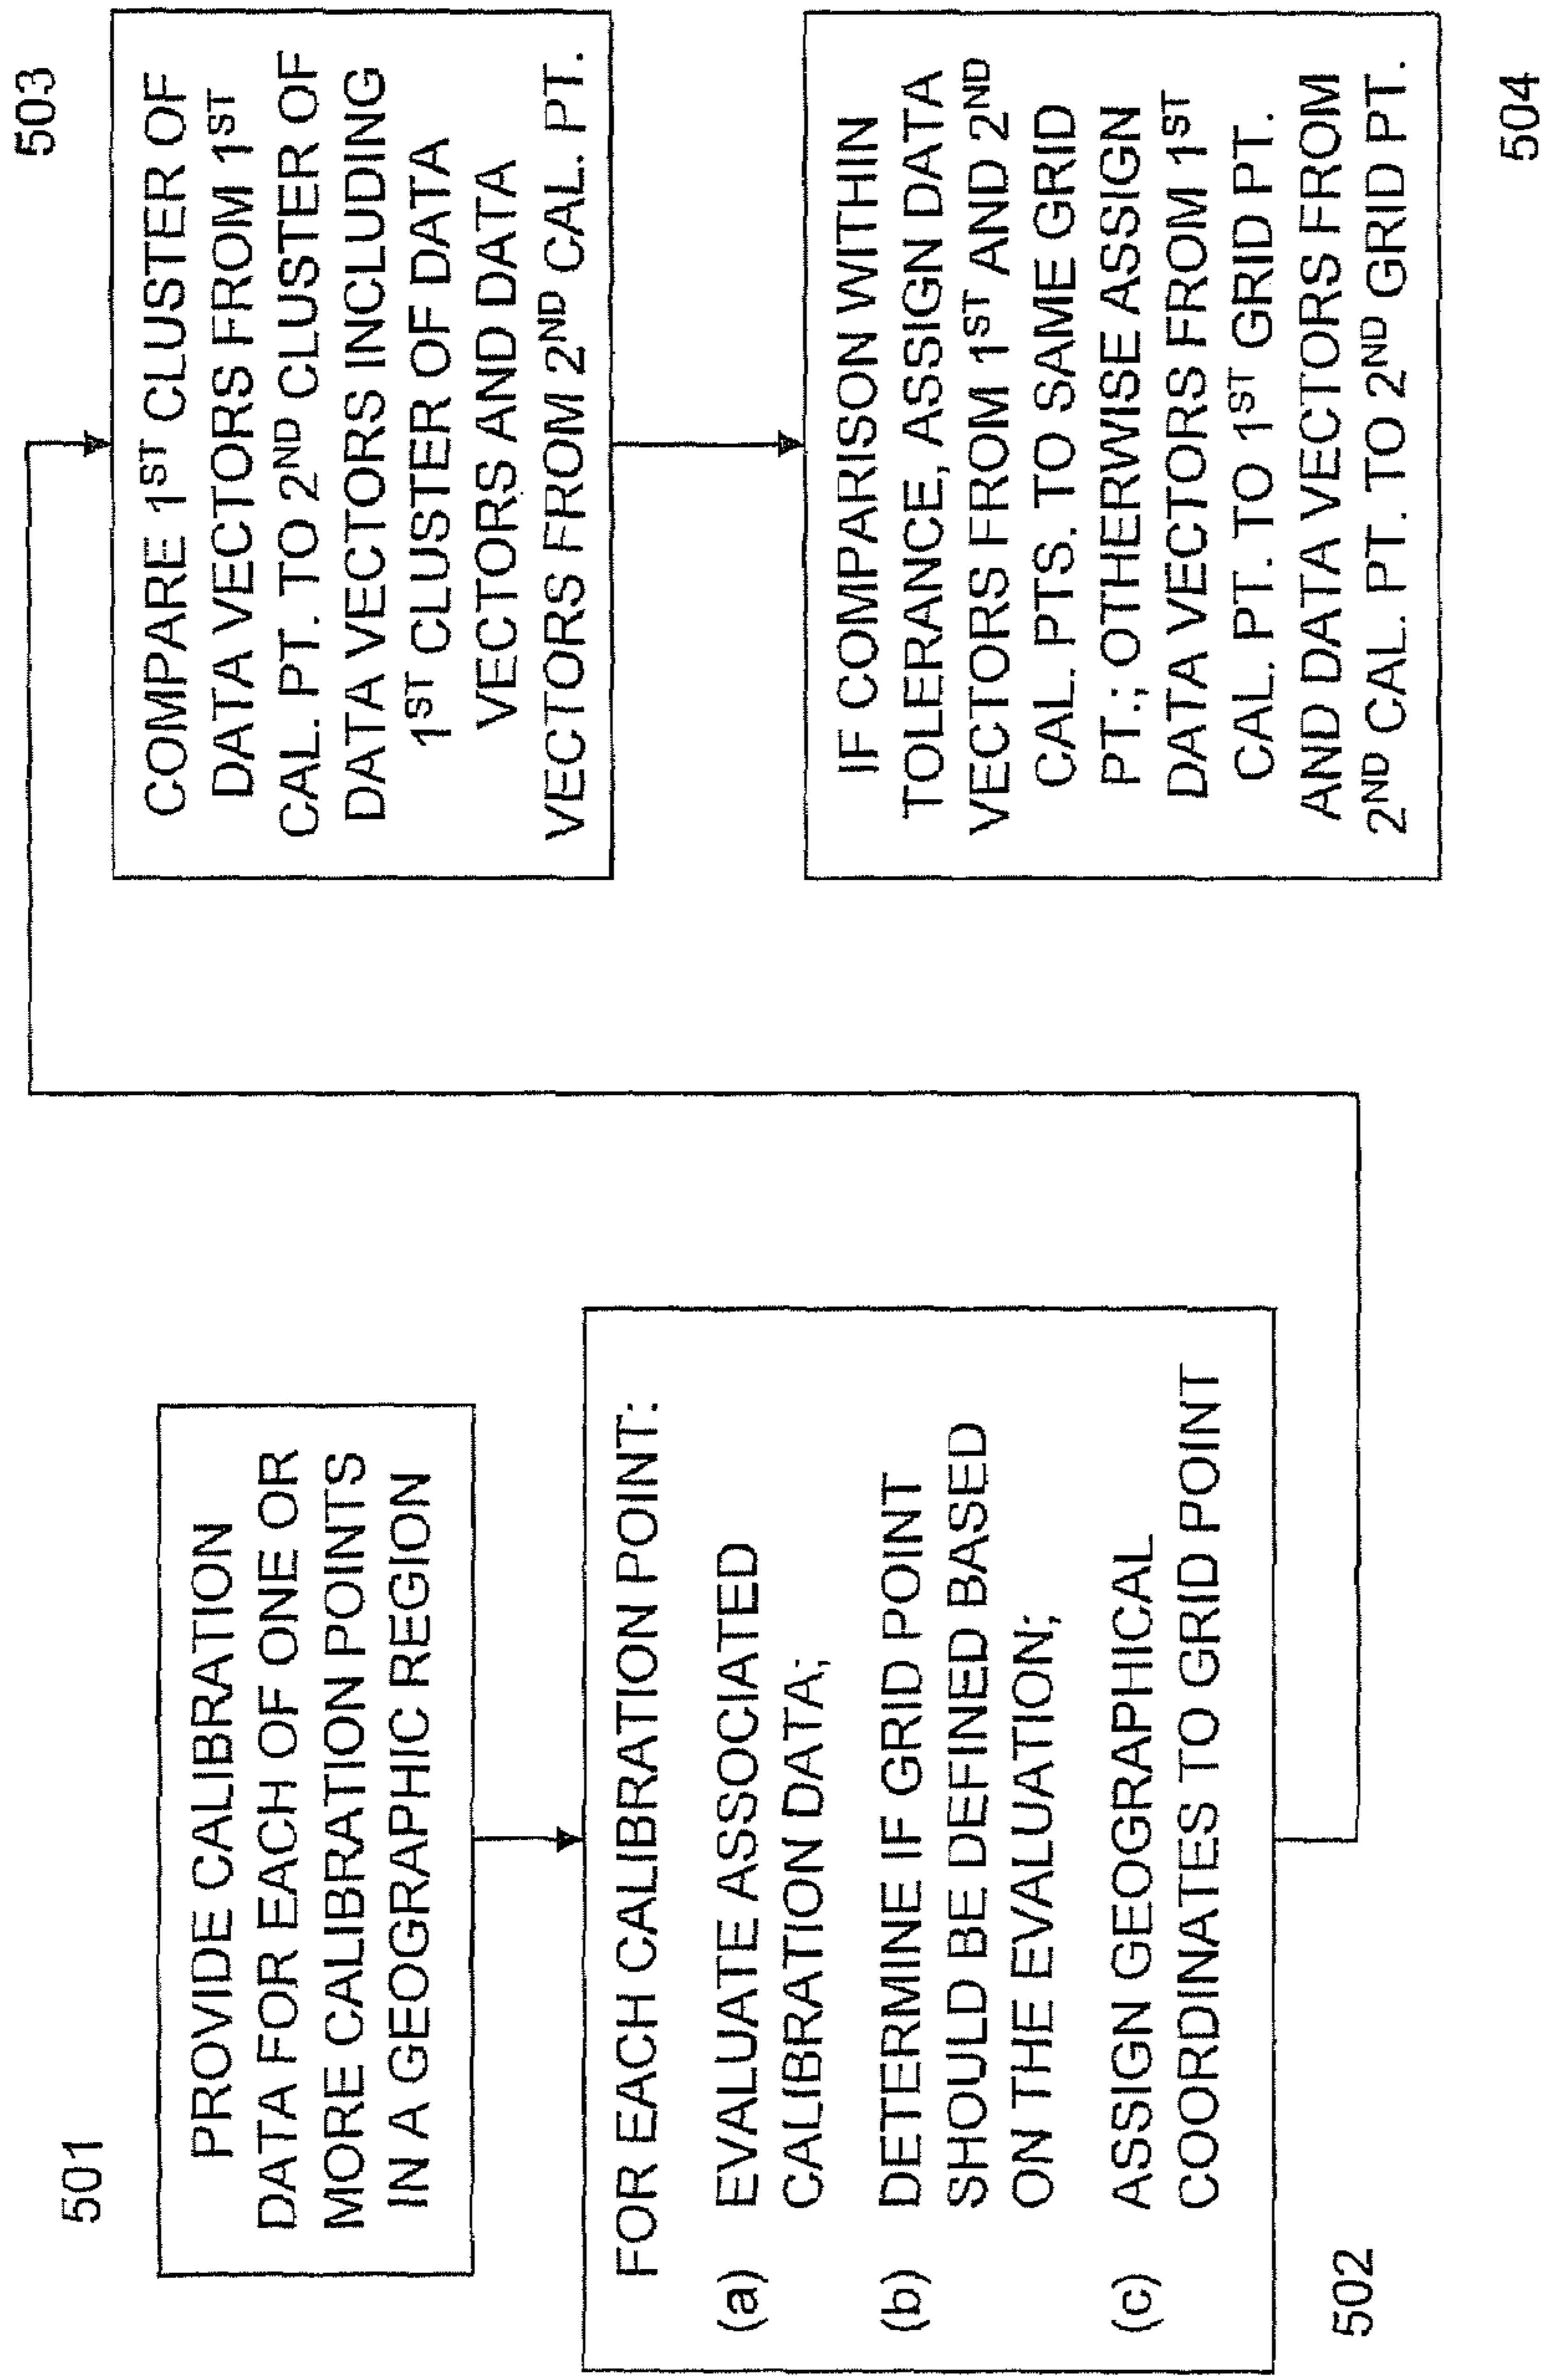 501
PROVIDE CALIBRATION
DATA FOR EACH OF ONE OR
MORE CALIBRATION POINTS
IN A GEOGRAPHIC REGION
FOR EACH CALIBRATION POINT:
(a) EVALUATE ASSOCIATED
CALIBRATION DATA;
(b) DETERMINE IF GRID POINT
SHOULD BE DEFINED BASED
ON THE EVALUATION;
(c) ASSIGN GEOGRAPHICAL
COORDINATES TO GRID POINT
502
503
COMPARE 1ST CLUSTER OF
DATA VECTORS FROM 1ST
CAL. PT. TO 2ND CLUSTER OF
DATA VECTORS INCLUDING
1ST CLUSTER OF DATA
VECTORS AND DATA
VECTORS FROM 2ND CAL. PT.
IF COMPARISON WITHIN
TOLERANCE, ASSIGN DATA
VECTORS FROM 1ST AND 2ND
CAL. PTS. TO SAME GRID
PT.; OTHERWISE ASSIGN
DATA VECTORS FROM 1ST
CAL. PT. TO 1ST GRID PT.
AND DATA VECTORS FROM
2ND CAL. PT. TO 2ND GRID PT.
504